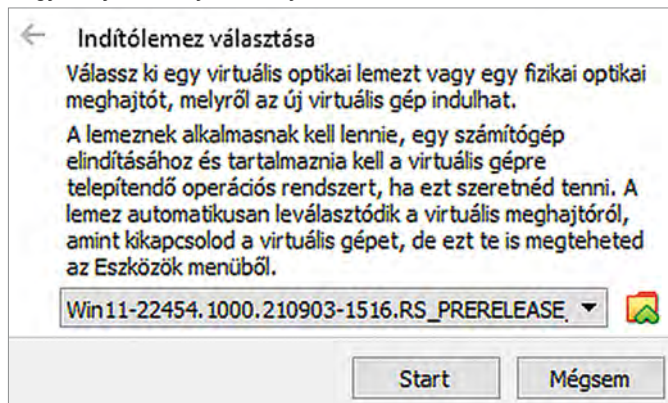 Indítólemez választása
Válassz ki egy virtuális optikai lemezt vagy egy fizikai optikai
meghajtót, melyről az új virtuális gép indulhat.
A lemeznek alkalmasnak kell lennie, egy számítógép
elindításához és tartalmaznia kell a virtuális gépre
telepítendő operációs rendszert, ha ezt szeretnéd tenni. A
lemez automatikusan leválasztódik a virtuális meghajtóról,
amint kikapcsolod a virtuális gépet, de ezt te is megteheted
az Eszközök menüből.
Win11-22454.1000.210903-1516.RS_PRERELEASE_
Start Mégsem